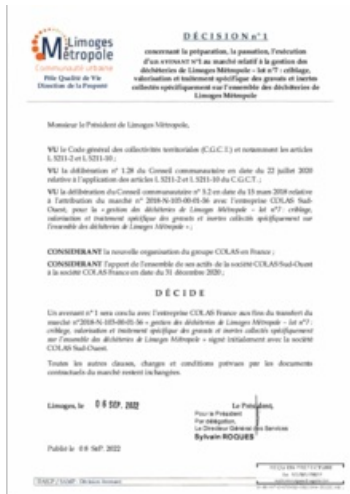 Limoges
Métropole
Communauté urbaine
Pôle Qualité de Vie
Direction de la Propreté
DÉCISION n° 1
concernant la préparation, la passation, l'exécution
d'un AVENANT N°1 au marché relatif à la gestion des
déchèteries de Limoges Métropole – lot n°7 : criblage,
valorisation et traitement spécifique des gravats et inertes
collectés spécifiquement sur l'ensemble des déchèteries de
Limoges Métropole
Monsieur le Président de Limoges Métropole,
VU le Code général des collectivités territoriales (C.G.C.T.) et notamment les articles
L 5211-2 et L 5211-10 ;
VU la délibération n° 1.28 du Conseil communautaire en date du 22 juillet 2020
relative à l'application des articles L 5211-2 et L 5211-10 du C.G.C.T. ;
VU la délibération du Conseil communautaire n° 3.2 en date du 15 mars 2018 relative
à l'attribution du marché n° 2018-N-105-00-01-56 avec l'entreprise COLAS Sud-
Ouest, pour la « gestion des déchèteries de Limoges Métropole – lot n°7 : criblage,
valorisation et traitement spécifique des gravats et inertes collectés spécifiquement sur
l'ensemble des déchèteries de Limoges Métropole » ;
CONSIDERANT la nouvelle organisation du groupe COLAS en France ;
CONSIDERANT l'apport de l'ensemble de ses actifs de la société COLAS Sud-Ouest
à la société COLAS France en date du 31 décembre 2020 ;
DÉCIDE
Un avenant n° 1 sera conclu avec l'entreprise COLAS France aux fins du transfert du
marché n°2018-N-105-00-01-56 « gestion des déchèteries de Limoges Métropole – lot n°7 :
criblage, valorisation et traitement spécifique des gravats et inertes collectés spécifiquement
sur l'ensemble des déchèteries de Limoges Métropole » signé initialement avec la société
COLAS Sud-Ouest.
Toutes les autres clauses, charges et conditions prévues par les documents
contractuels du marché restent inchangées.
Limoges, le 06 SEP. 2022
Le Président,
Pour le Président
Par délégation,
Le Directeur Général des Services
Sylvain ROQUES
Publié le 06 SEP. 2022
REÇU EN PREFECTURE